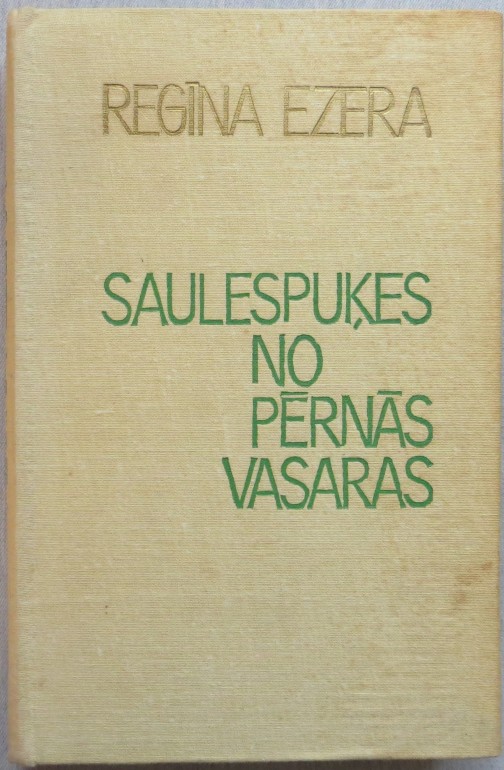 REGĪNA EZERA
SAULESPUĶES
NO
PĒRNĀS
VASARAS